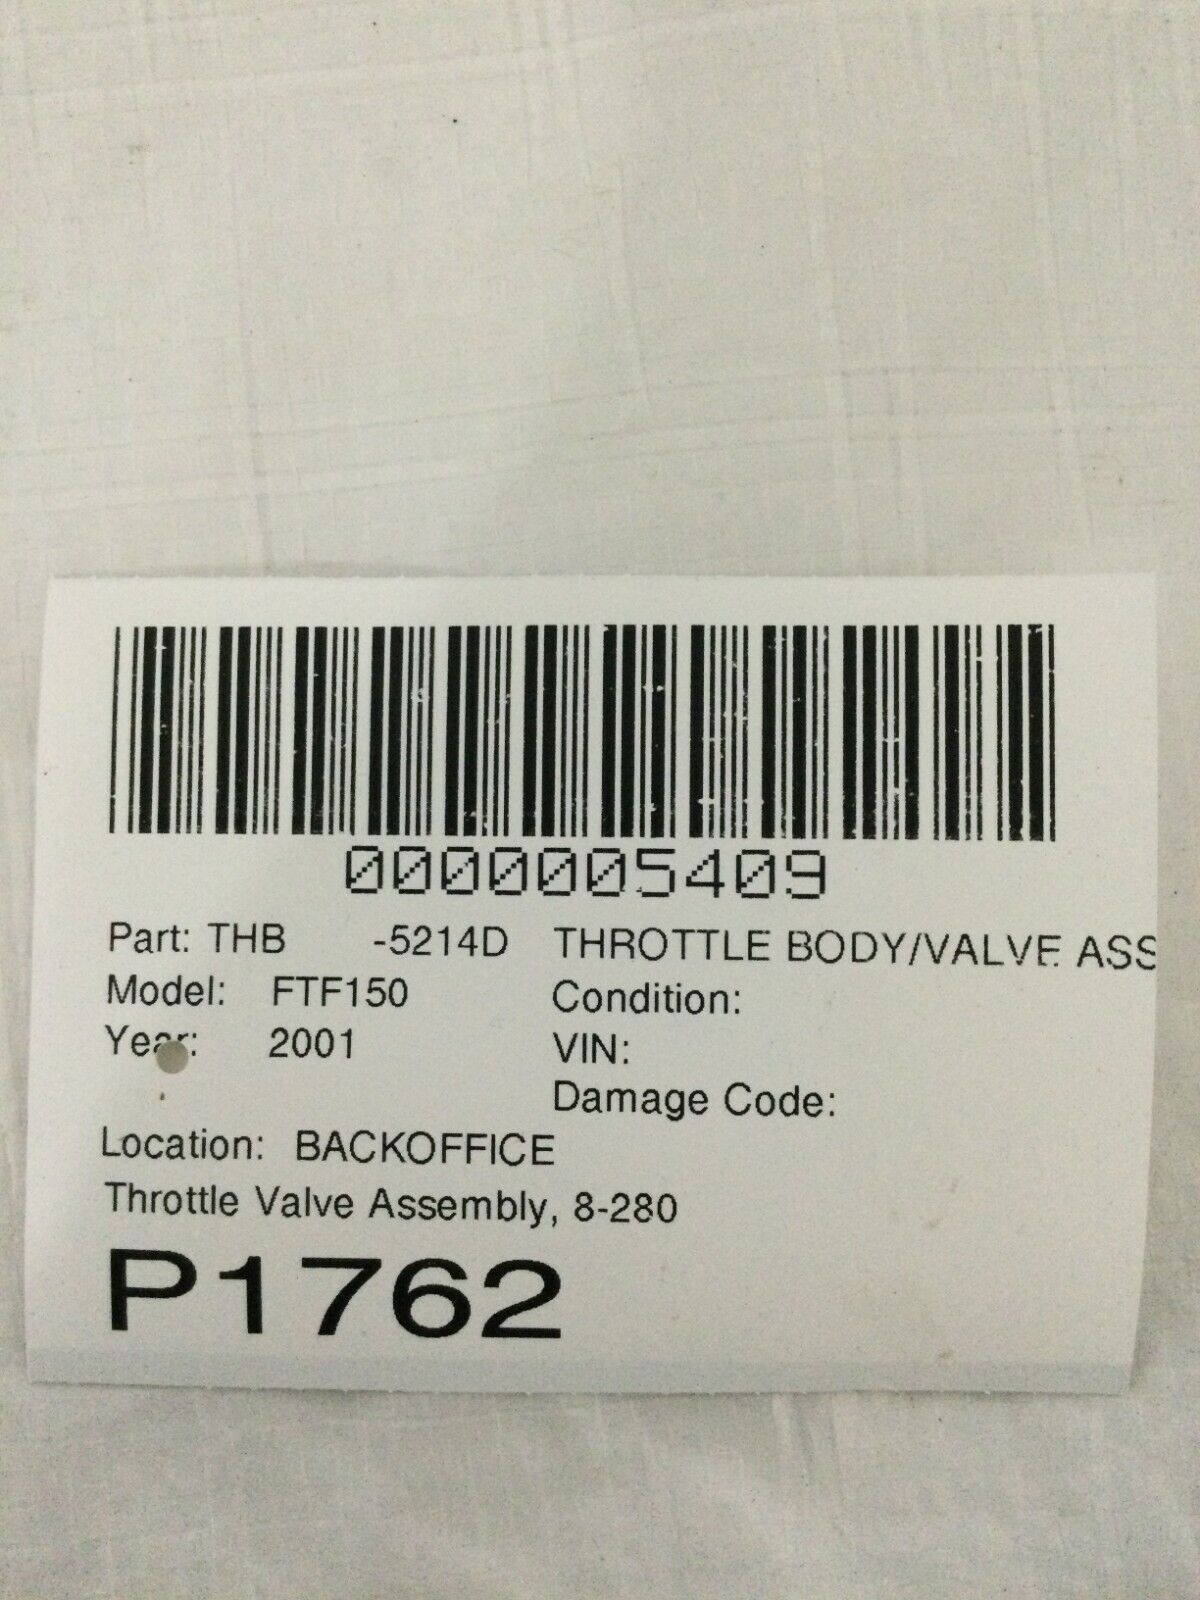 0000005409
Part: THB -5214D THROTTLE BODY/VALVE ASS
Model: FTF150 Condition:
Year: 2001 VIN:
Damage Code:
Location: BACKOFFICE
Throttle Valve Assembly, 8-280
P1762